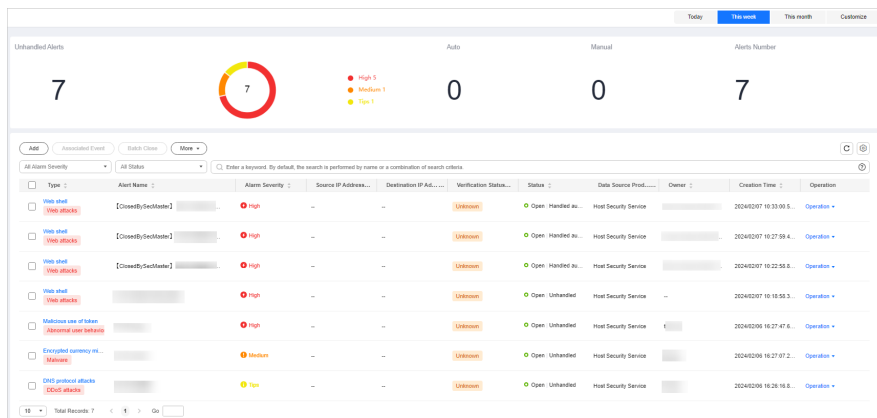 Today This week This month Customize
Unhandled Alerts Auto Manual Alerts Number
7 7 0 0 7
High 5
Medium 1
Tips 1
Add Associated Event Batch Close More
All Alarm Severity All Status Enter a keyword. By default, the search is performed by name or a combination of search criteria.
Type Alert Name Alarm Severity Source IP Address... Destination IP Ad... ... Verification Status... Status Data Source Prod...... Owner Creation Time Operation
Web shell
Web attacks 【ClosedBySecMaster】 ... High -- -- Unknown Open Handled au... Host Security Service 2024/02/07 10:33:00.5... Operation
Web shell
Web attacks 【ClosedBySecMaster】 ... High -- -- Unknown Open Handled au... Host Security Service ... 2024/02/07 10:27:59.4... Operation
Web shell
Web attacks 【ClosedBySecMaster】 ... High -- -- Unknown Open Handled au... Host Security Service ... 2024/02/07 10:22:58.8... Operation
Web shell
Web attacks High -- -- Unknown Open Unhandled Host Security Service -- 2024/02/07 10:18:58.3... Operation
Malicious use of token
Abnormal user behavio High -- -- Unknown Open Unhandled Host Security Service 2024/02/06 16:27:47.6... Operation
Encrypted currency mi...
Malware Medium -- -- Unknown Open Unhandled Host Security Service 2024/02/06 16:27:07.2... Operation
DNS protocol attacks
DDoS attacks Tips -- -- Unknown Open Unhandled Host Security Service 2024/02/06 16:26:16.8... Operation
10 Total Records: 7 < 1 > Go